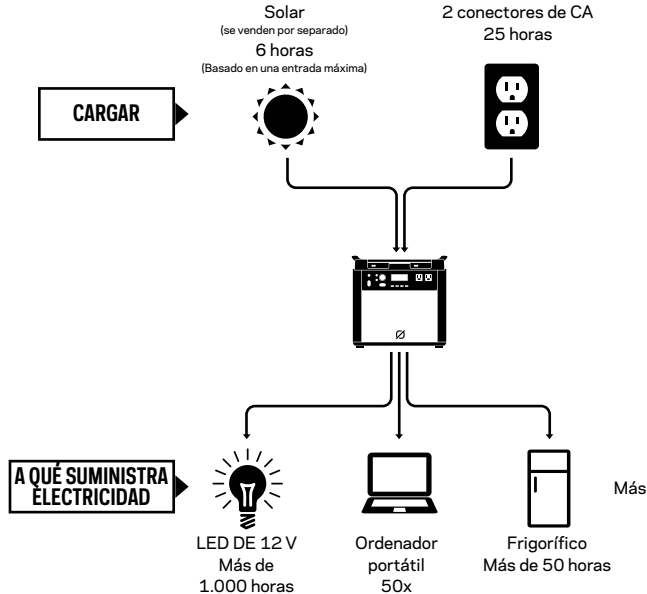 Solar
(se venden por separado)
6 horas
(Basado en una entrada máxima)
2 conectores de CA
25 horas
CARGAR
A QUÉ SUMINISTRA
ELECTRICIDAD
LED DE 12 V
Más de
1.000 horas
Ordenador
portátil
50x
Frigorífico
Más de 50 horas
Más